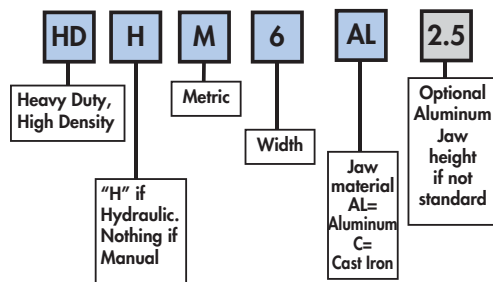 HD H M 6 AL 2.5
Heavy Duty,
High Density
"H" if
Hydraulic.
Nothing if
Manual
Metric
Width
Jaw
material
AL=
Aluminum
C=
Cast Iron
Optional
Aluminum
Jaw
height
if not
standard